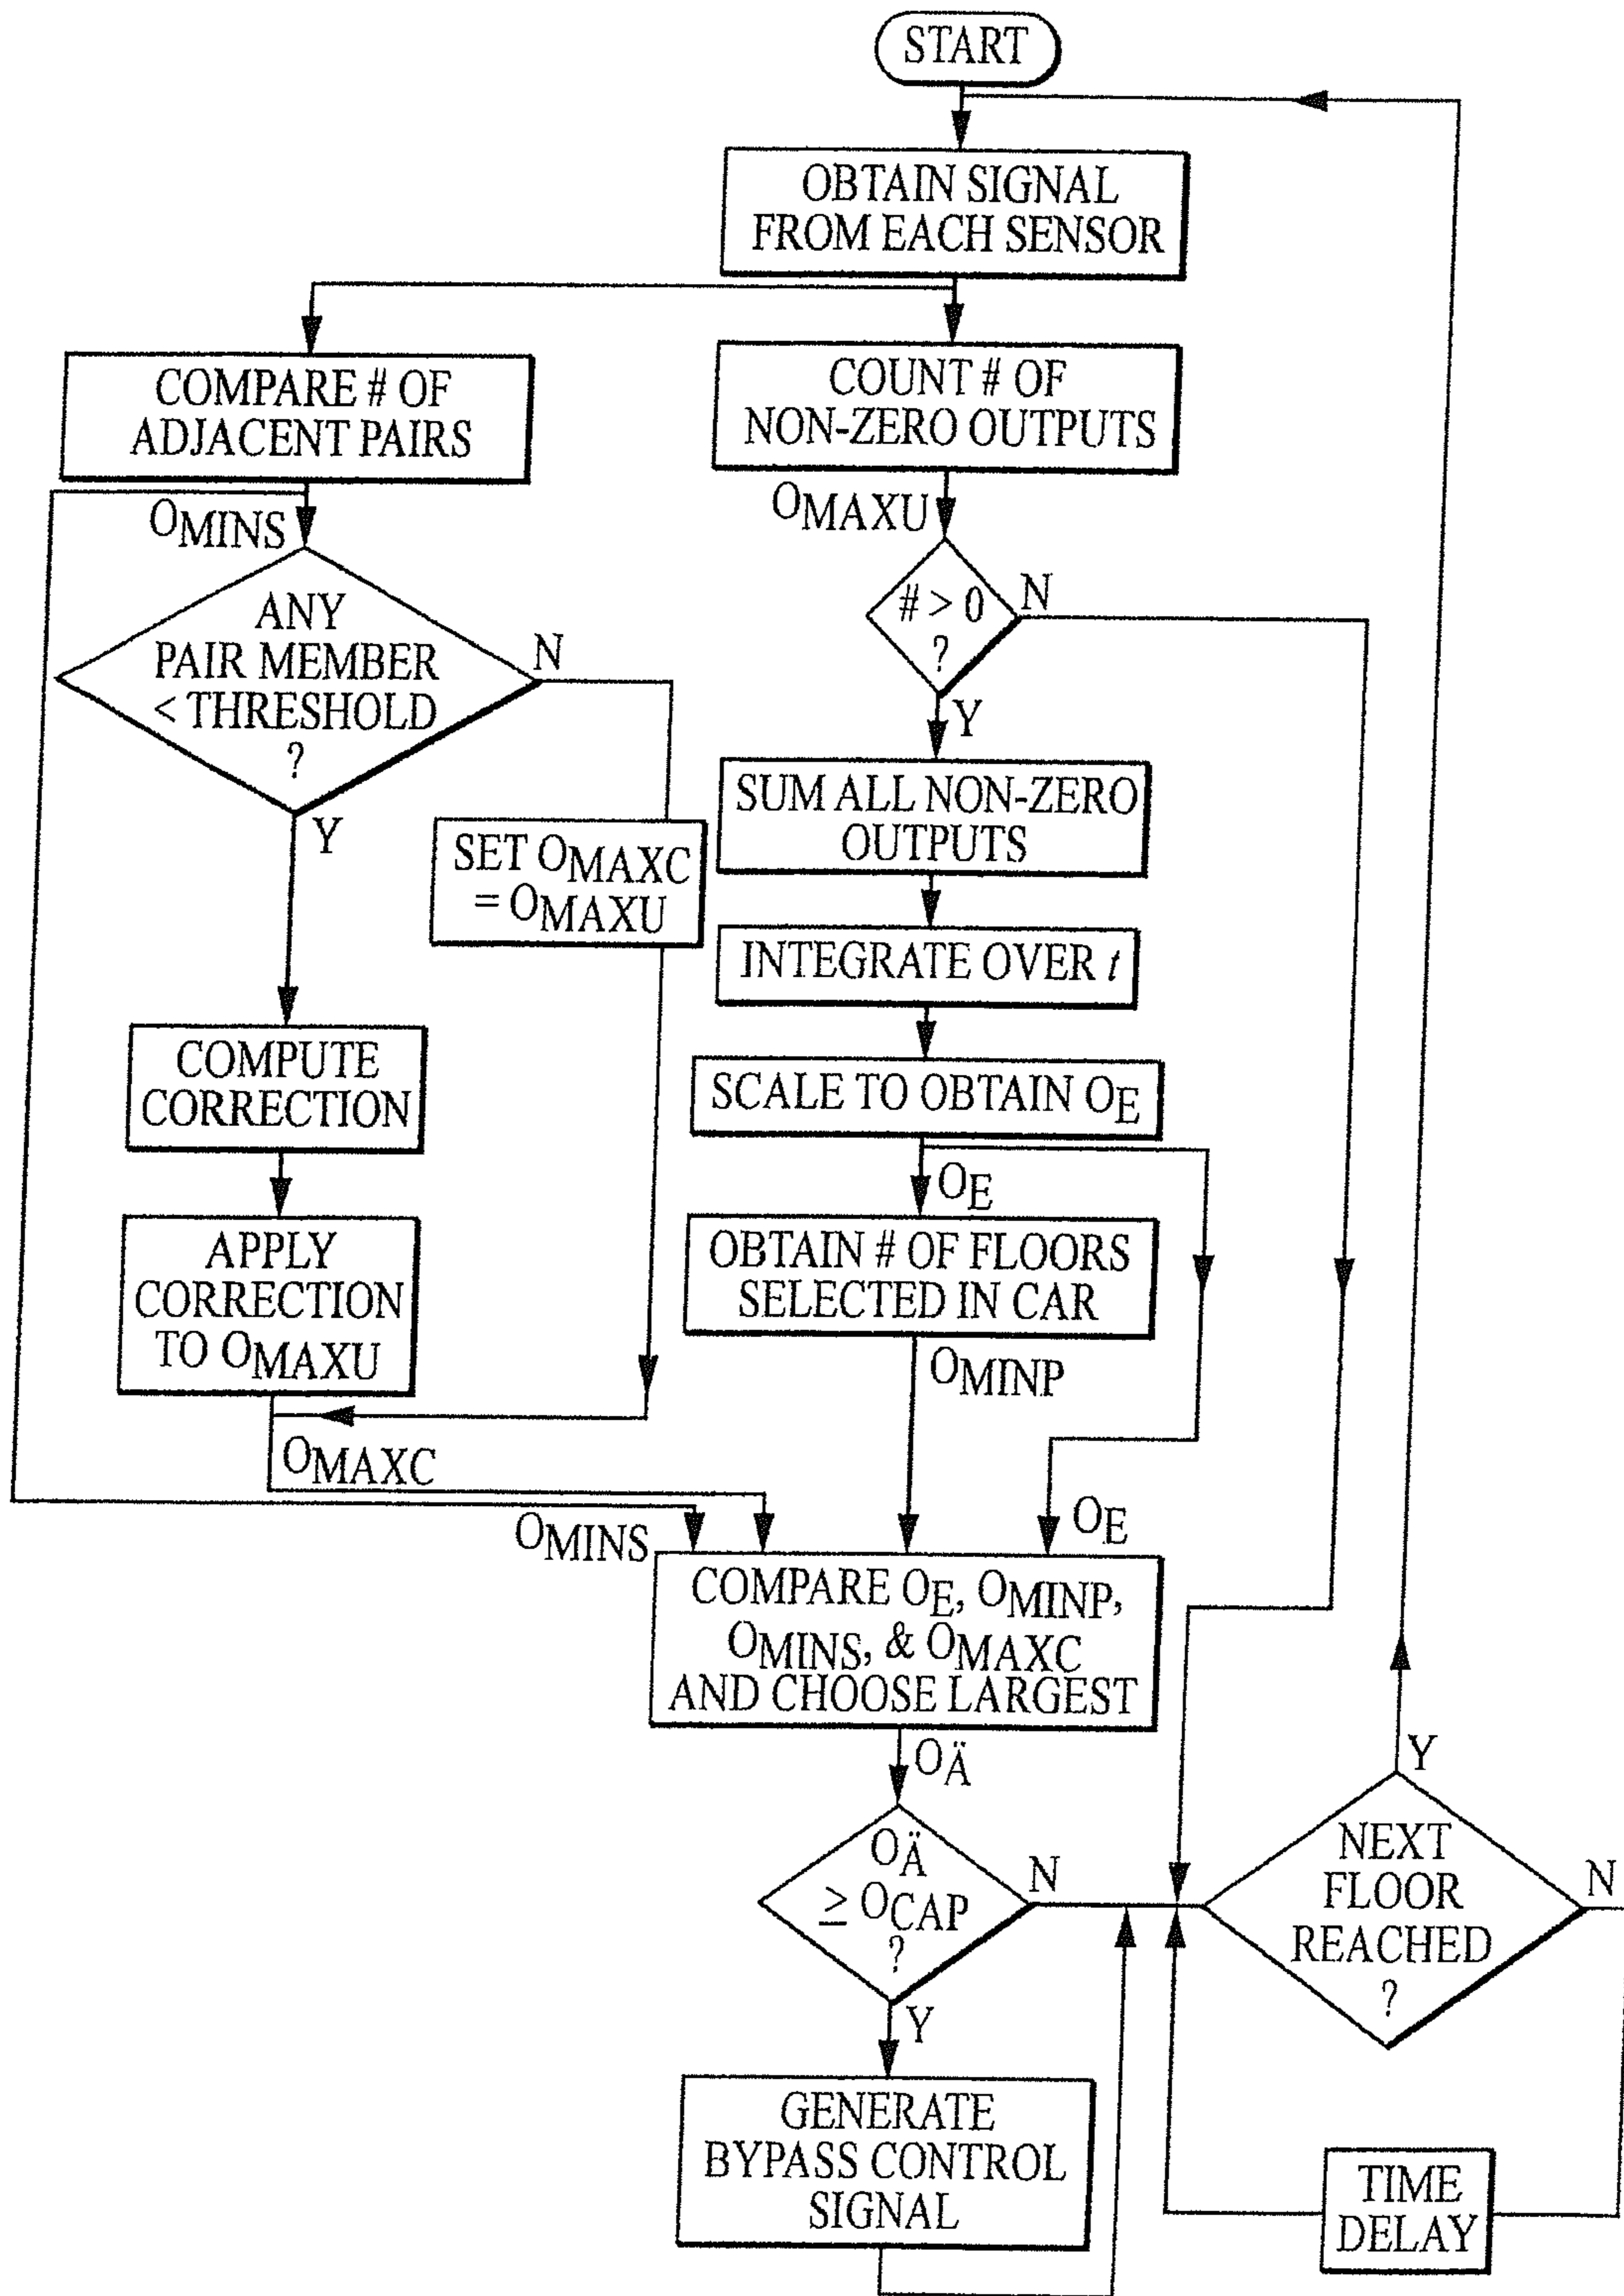 START
OBTAIN SIGNAL
FROM EACH SENSOR
COMPARE # OF
ADJACENT PAIRS
COUNT # OF
NON-ZERO OUTPUTS
OMINS
OMAXU
ANY
PAIR MEMBER
< THRESHOLD
?
N
Y
# > 0
?
N
Y
SET OMAXC
= OMAXU
SUM ALL NON-ZERO
OUTPUTS
INTEGRATE OVER t
COMPUTE
CORRECTION
SCALE TO OBTAIN OE
OE
APPLY
CORRECTION
TO OMAXU
OBTAIN # OF FLOORS
SELECTED IN CAR
OMINP
OMAXC
OMINS
OE
COMPARE OE, OMINP,
OMINS, & OMAXC
AND CHOOSE LARGEST
OÄ
OÄ
≥ OCAP
?
N
Y
NEXT
FLOOR
REACHED
?
Y
N
GENERATE
BYPASS CONTROL
SIGNAL
TIME
DELAY